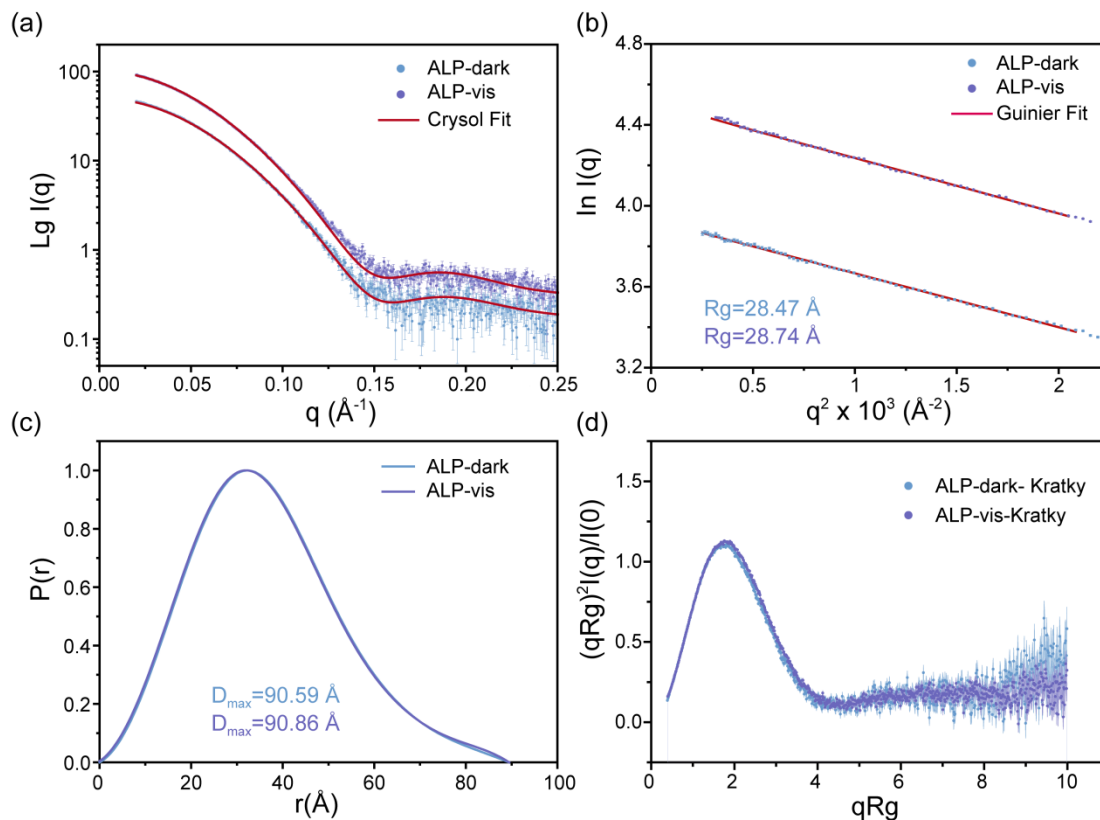 (a)
Lg I(q)
100
10
1
0.1
ALP-dark
ALP-vis
Crysol Fit
0.00
0.05
0.10
0.15
0.20
0.25
q (Å⁻¹)
(b)
ln I(q)
4.8
4.4
4.0
3.6
3.2
ALP-dark
ALP-vis
Guinier Fit
Rg=28.47 Å
Rg=28.74 Å
0
0.5
1
1.5
2
q² x 10³ (Å⁻²)
(c)
P(r)
1.0
0.8
0.6
0.4
0.2
0.0
ALP-dark
ALP-vis
Dmax=90.59 Å
Dmax=90.86 Å
0
20
40
60
80
100
r(Å)
(d)
(qRg)²I(q)/I(0)
1.5
1.0
0.5
0.0
ALP-dark- Kratky
ALP-vis-Kratky
0
2
4
6
8
10
qRg